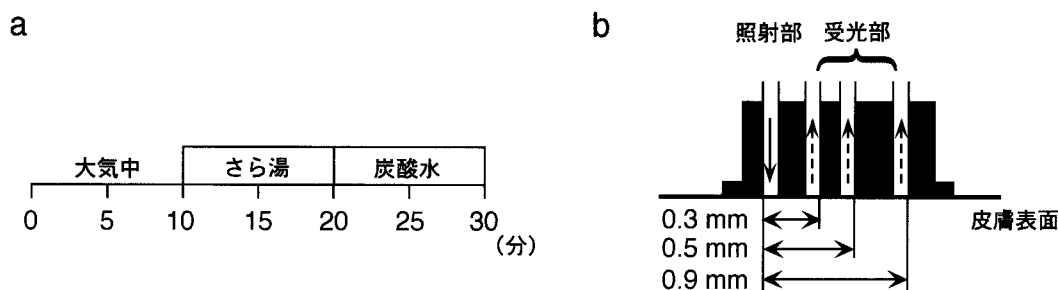 a
大気中 さら湯 炭酸水
0 5 10 15 20 25 30
(分)
b
照射部 受光部
0.3 mm
0.5 mm
0.9 mm
皮膚表面